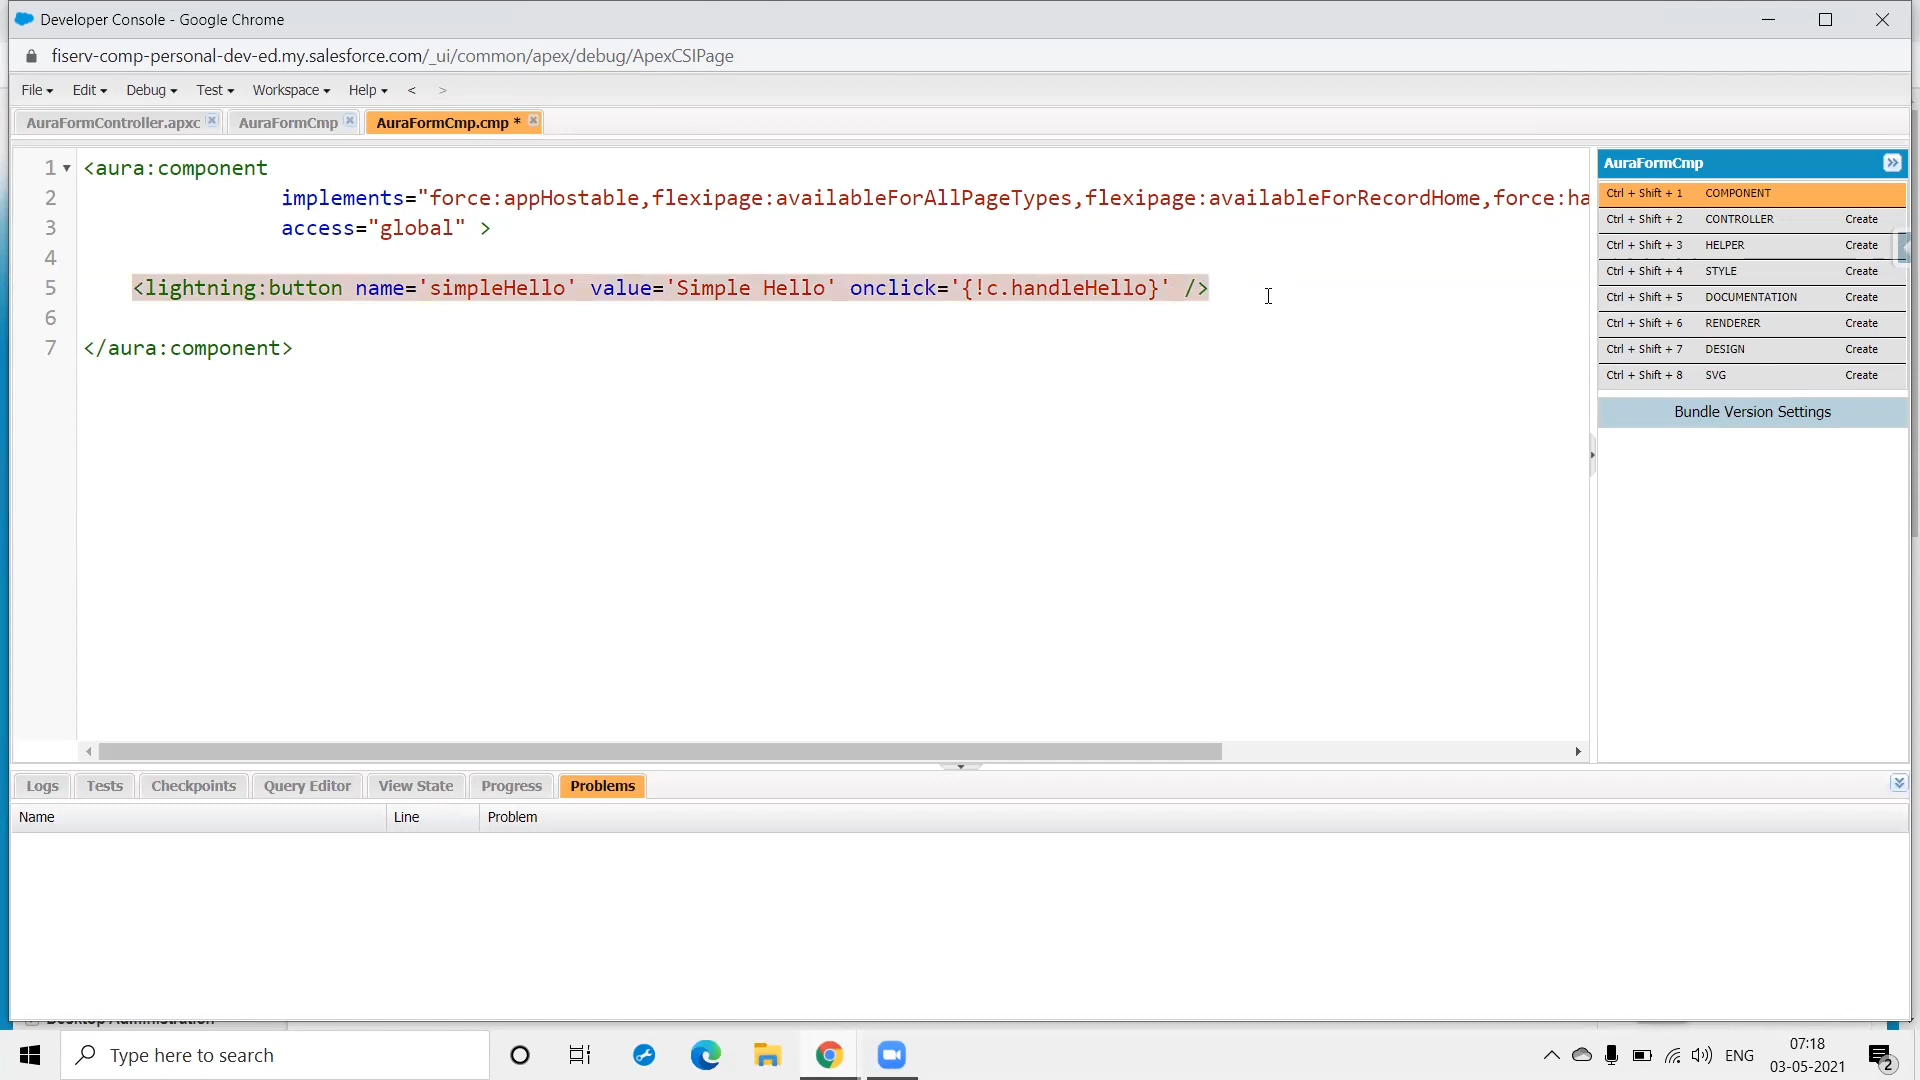 Developer Console - Google Chrome
fiserv-comp-personal-dev-ed.my.salesforce.com/_ui/common/apex/debug/ApexCSIPage
File Edit Debug Test Workspace Help < >
AuraFormController.apxc AuraFormCmp AuraFormCmp.cmp *
1 <aura:component
2 implements="force:appHostable,flexipage:availableForAllPageTypes,flexipage:availableForRecordHome,force:ha
3 access="global" >
4
5 <lightning:button name='simpleHello' value='Simple Hello' onclick='{!c.handleHello}' />
6
7 </aura:component>
AuraFormCmp
Ctrl + Shift + 1 COMPONENT
Ctrl + Shift + 2 CONTROLLER Create
Ctrl + Shift + 3 HELPER Create
Ctrl + Shift + 4 STYLE Create
Ctrl + Shift + 5 DOCUMENTATION Create
Ctrl + Shift + 6 RENDERER Create
Ctrl + Shift + 7 DESIGN Create
Ctrl + Shift + 8 SVG Create
Bundle Version Settings
Logs Tests Checkpoints Query Editor View State Progress Problems
Name Line Problem
Desktop Administration
Type here to search
ENG
07:18
03-05-2021
2